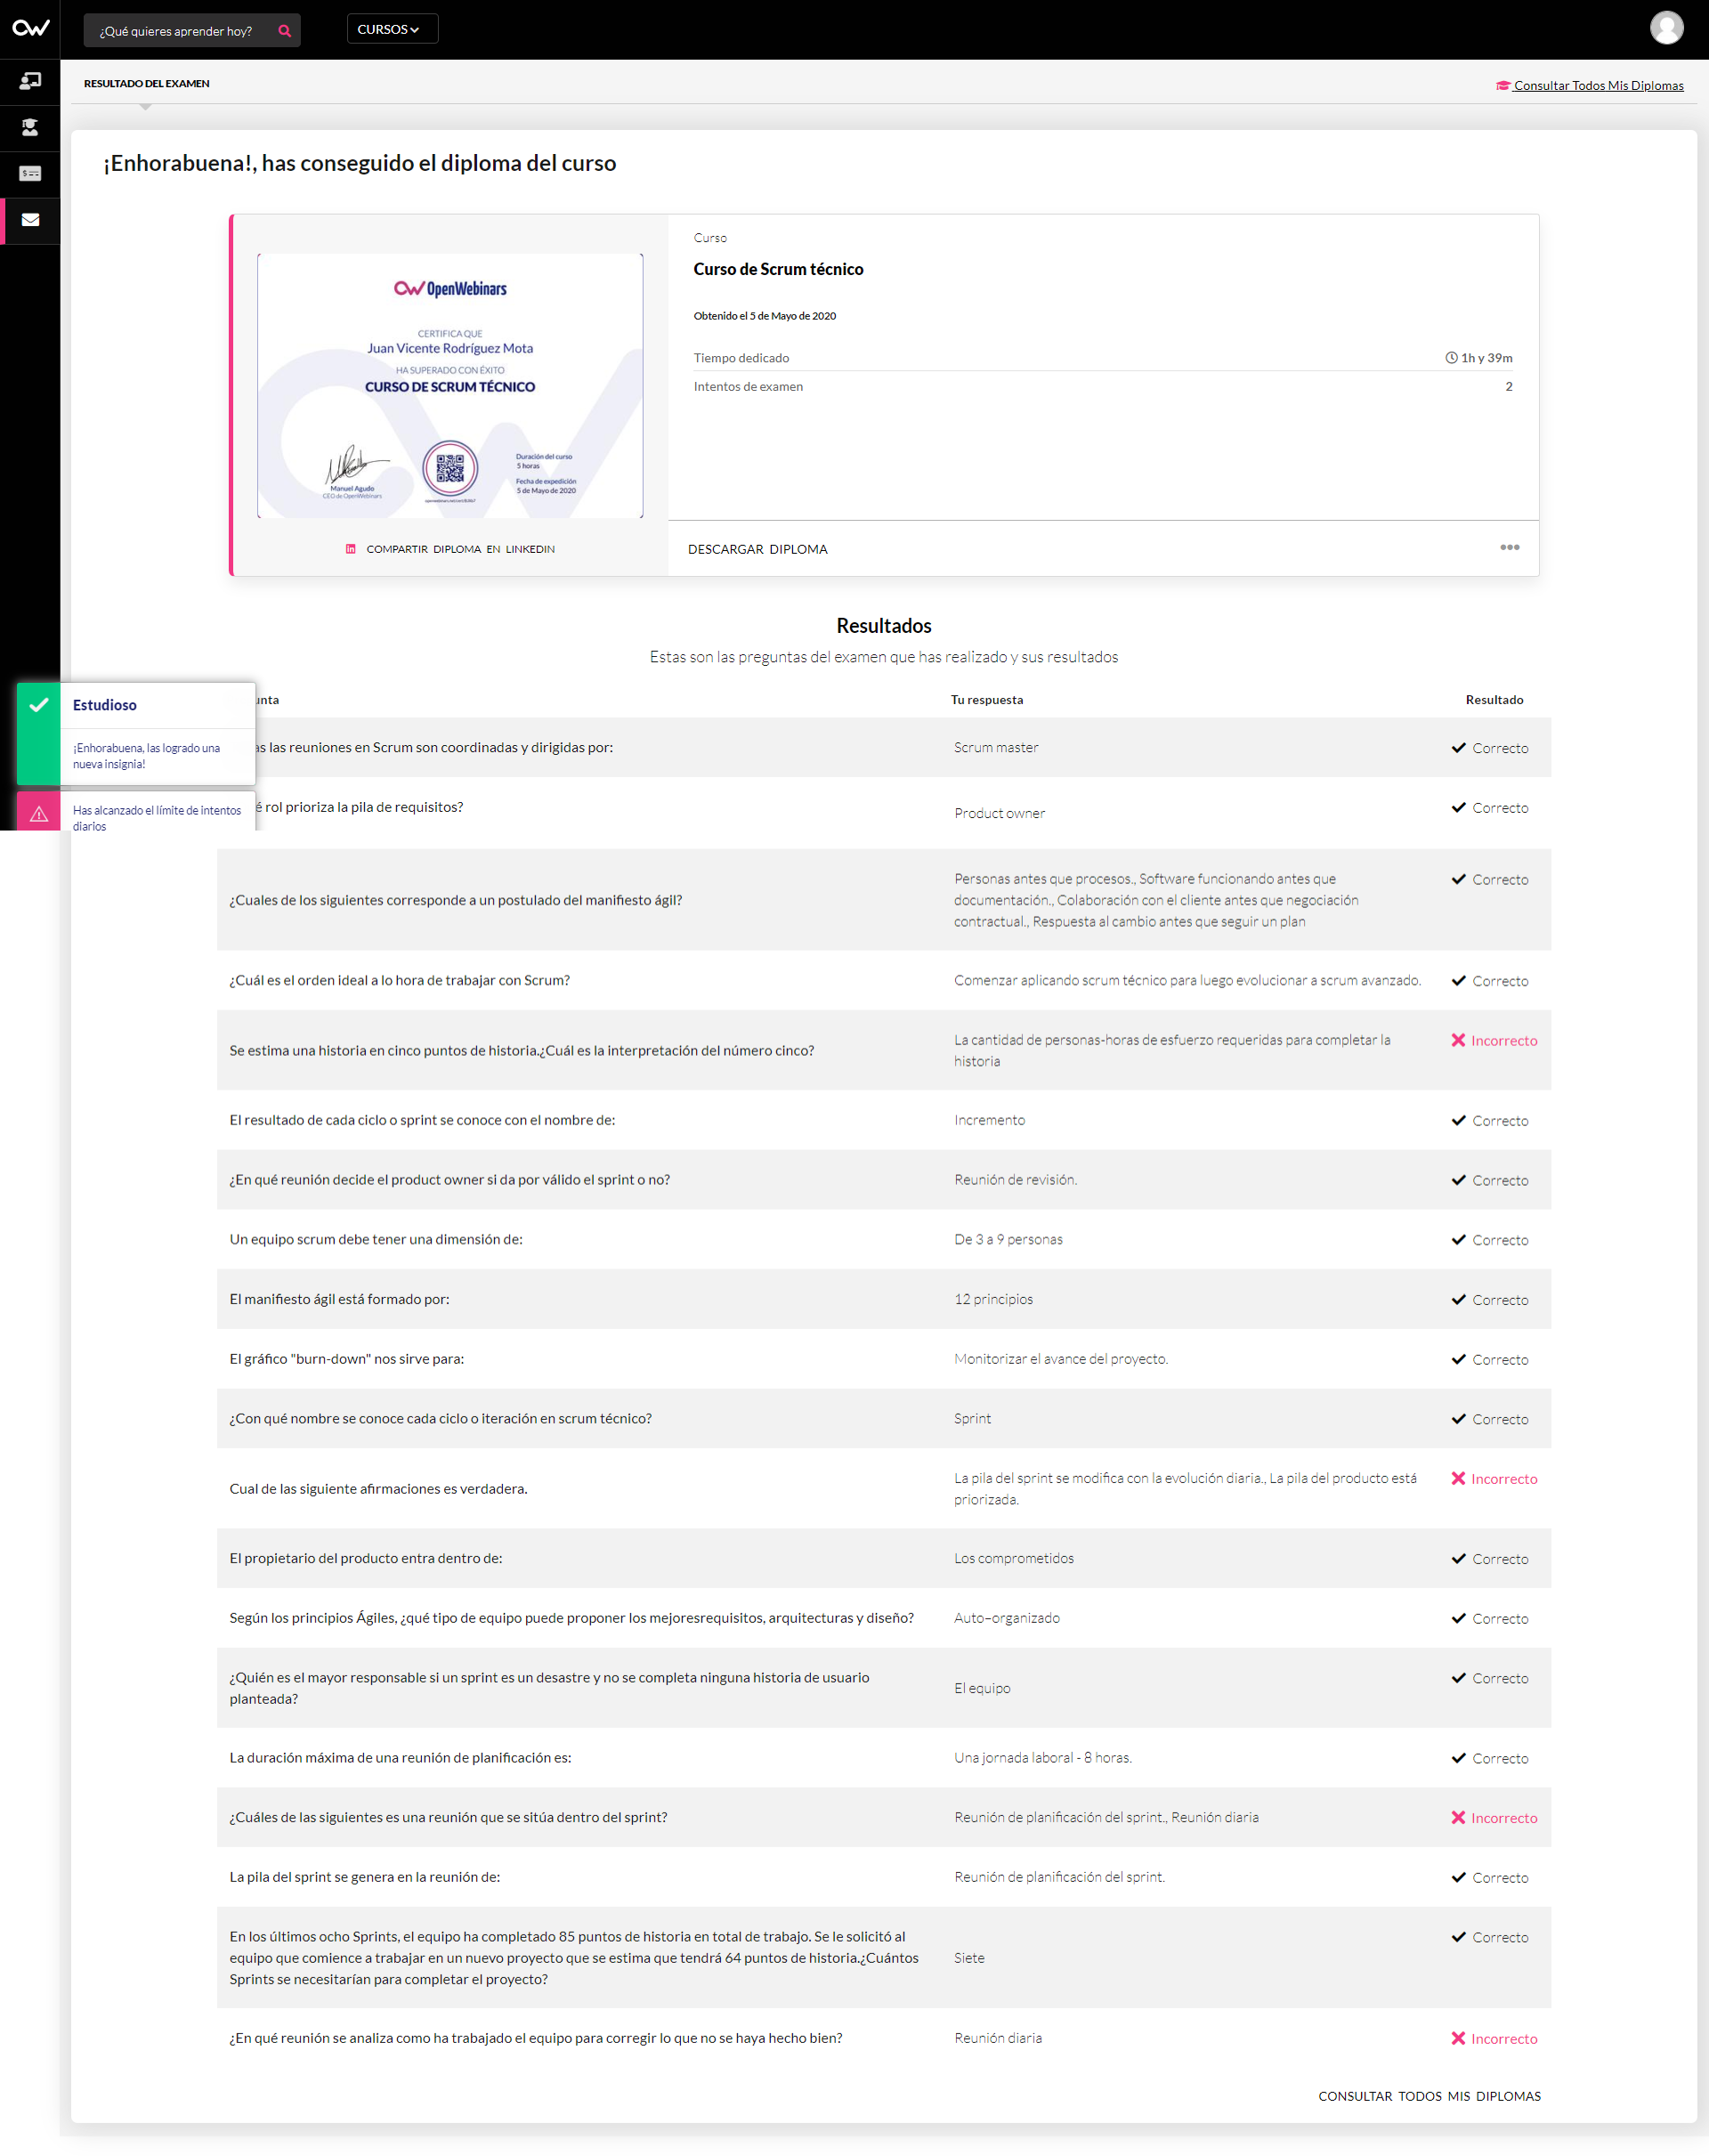 ¿Qué quieres aprender hoy?
CURSOS
RESULTADO DEL EXAMEN
Consultar Todos Mis Diplomas
¡Enhorabuena!, has conseguido el diploma del curso
OpenWebinars
CERTIFICA QUE
Juan Vicente Rodríguez Mota
HA SUPERADO CON ÉXITO
CURSO DE SCRUM TÉCNICO
Manuel Agudo
CEO de OpenWebinars
Duración del curso
5 horas
Fecha de expedición
5 de Mayo de 2020
COMPARTIR DIPLOMA EN LINKEDIN
Curso
Curso de Scrum técnico
Obtenido el 5 de Mayo de 2020
Tiempo dedicado 1h y 39m
Intentos de examen 2
DESCARGAR DIPLOMA
Resultados
Estas son las preguntas del examen que has realizado y sus resultados
Estudioso
¡Enhorabuena, las logrado una
nueva insignia!
Has alcanzado el límite de intentos
diarios
unta Tu respuesta Resultado
as las reuniones en Scrum son coordinadas y dirigidas por: Scrum master Correcto
é rol prioriza la pila de requisitos? Product owner Correcto
¿Cuales de los siguientes corresponde a un postulado del manifiesto ágil?
Personas antes que procesos., Software funcionando antes que
documentación., Colaboración con el cliente antes que negociación
contractual., Respuesta al cambio antes que seguir un plan
Correcto
¿Cuál es el orden ideal a lo hora de trabajar con Scrum? Comenzar aplicando scrum técnico para luego evolucionar a scrum avanzado. Correcto
Se estima una historia en cinco puntos de historia.¿Cuál es la interpretación del número cinco?
La cantidad de personas-horas de esfuerzo requeridas para completar la
historia
Incorrecto
El resultado de cada ciclo o sprint se conoce con el nombre de: Incremento Correcto
¿En qué reunión decide el product owner si da por válido el sprint o no? Reunión de revisión. Correcto
Un equipo scrum debe tener una dimensión de: De 3 a 9 personas Correcto
El manifiesto ágil está formado por: 12 principios Correcto
El gráfico "burn-down" nos sirve para: Monitorizar el avance del proyecto. Correcto
¿Con qué nombre se conoce cada ciclo o iteración en scrum técnico? Sprint Correcto
Cual de las siguiente afirmaciones es verdadera.
La pila del sprint se modifica con la evolución diaria., La pila del producto está
priorizada.
Incorrecto
El propietario del producto entra dentro de: Los comprometidos Correcto
Según los principios Ágiles, ¿qué tipo de equipo puede proponer los mejoresrequisitos, arquitecturas y diseño? Auto–organizado Correcto
¿Quién es el mayor responsable si un sprint es un desastre y no se completa ninguna historia de usuario
planteada?
El equipo
Correcto
La duración máxima de una reunión de planificación es: Una jornada laboral - 8 horas. Correcto
¿Cuáles de las siguientes es una reunión que se sitúa dentro del sprint? Reunión de planificación del sprint., Reunión diaria Incorrecto
La pila del sprint se genera en la reunión de: Reunión de planificación del sprint. Correcto
En los últimos ocho Sprints, el equipo ha completado 85 puntos de historia en total de trabajo. Se le solicitó al
equipo que comience a trabajar en un nuevo proyecto que se estima que tendrá 64 puntos de historia.¿Cuántos
Sprints se necesitarían para completar el proyecto?
Siete
Correcto
¿En qué reunión se analiza como ha trabajado el equipo para corregir lo que no se haya hecho bien? Reunión diaria Incorrecto
CONSULTAR TODOS MIS DIPLOMAS